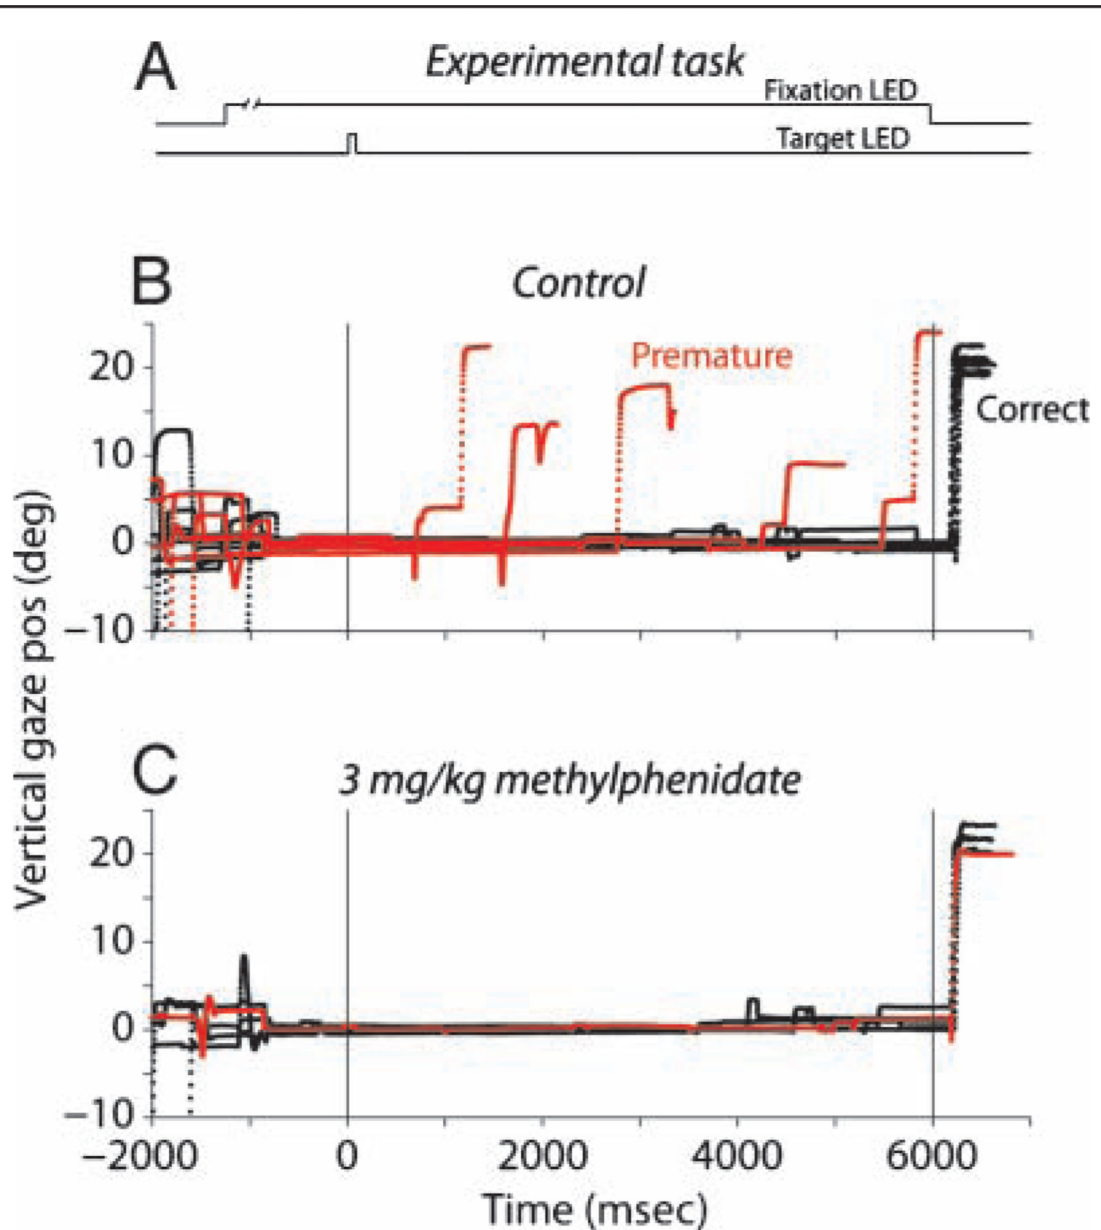 A
Experimental task
Fixation LED
Target LED
B
Control
20
10
0
−10
Premature
Correct
Vertical gaze pos (deg)
C
3 mg/kg methylphenidate
20
10
0
−10
−2000 0 2000 4000 6000
Time (msec)